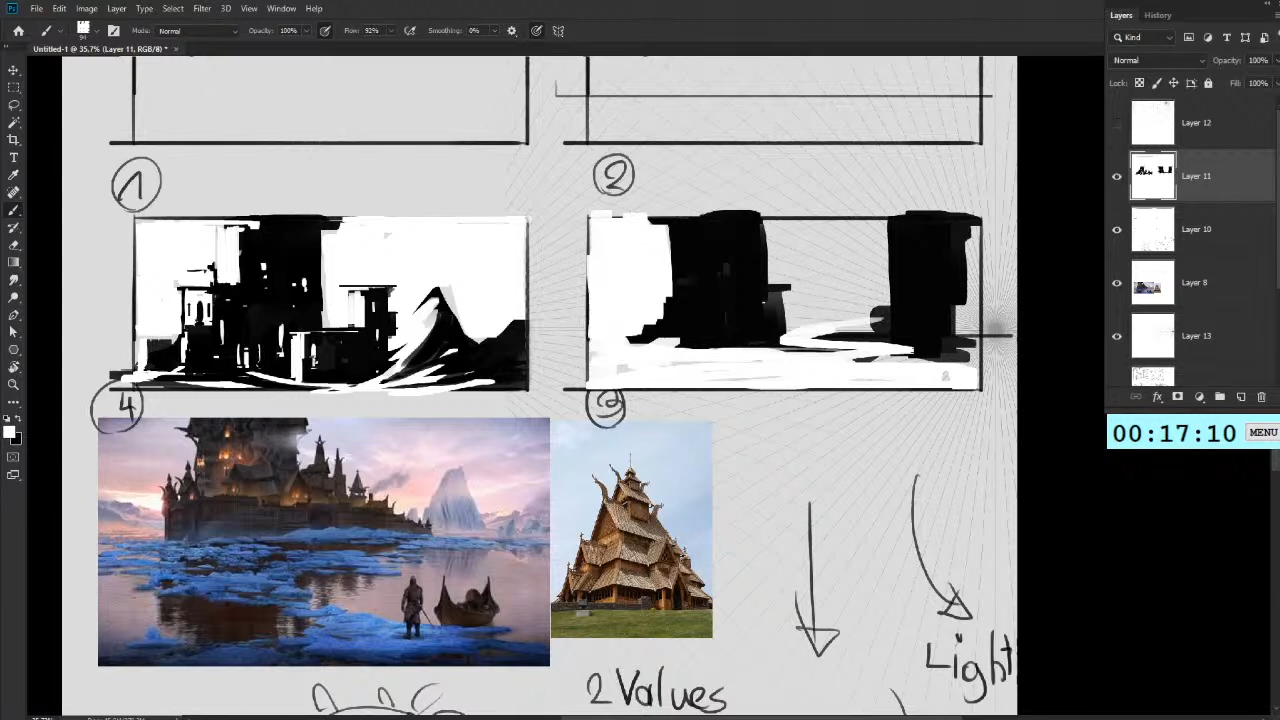 Ps File Edit Image Layer Type Select Filter 3D View Window Help
94 Mode: Normal Opacity: 100% Flow: 92% Smoothing: 0%
Untitled-1 @ 35.7% (Layer 11, RGB/8) * ×
Layers History
Kind
Normal Opacity: 100%
Lock: Fill: 100%
Layer 12
Layer 11
Layer 10
Layer 8
Layer 13
00:17:10 MENU
1 2
4 3
Light
2 Values